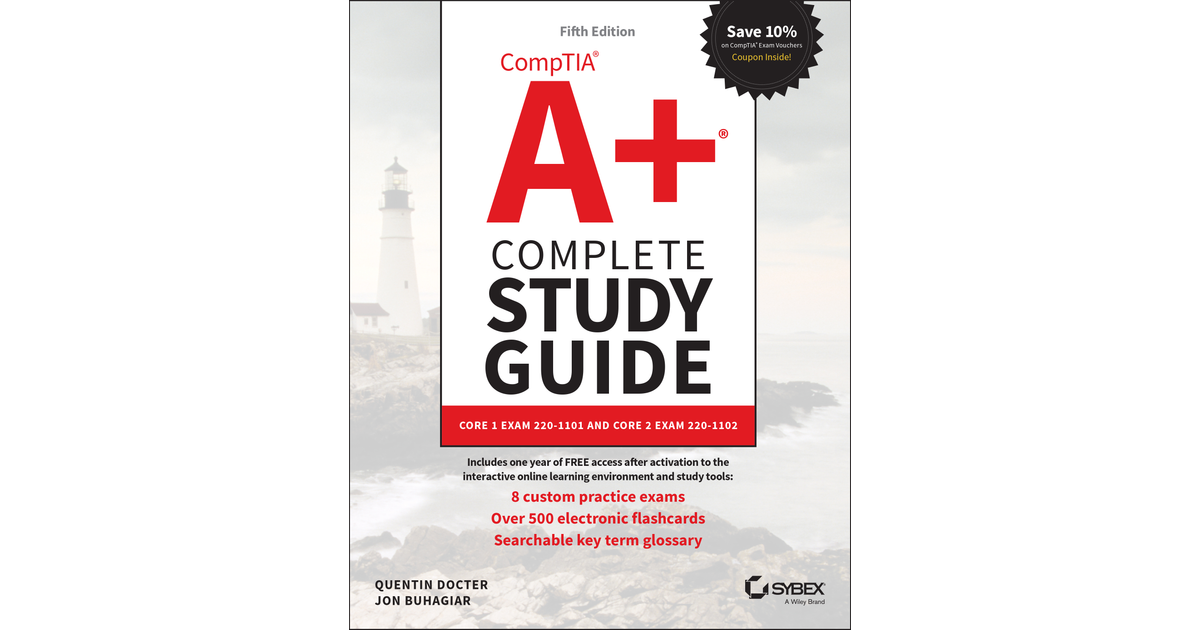 Fifth Edition
CompTIA®
A+®
COMPLETE
STUDY
GUIDE
CORE 1 EXAM 220-1101 AND CORE 2 EXAM 220-1102
Save 10%
on CompTIA® Exam Vouchers
Coupon Inside!
Includes one year of FREE access after activation to the
interactive online learning environment and study tools:
8 custom practice exams
Over 500 electronic flashcards
Searchable key term glossary
QUENTIN DOCTER
JON BUHAGIAR
SYBEX®
A Wiley Brand